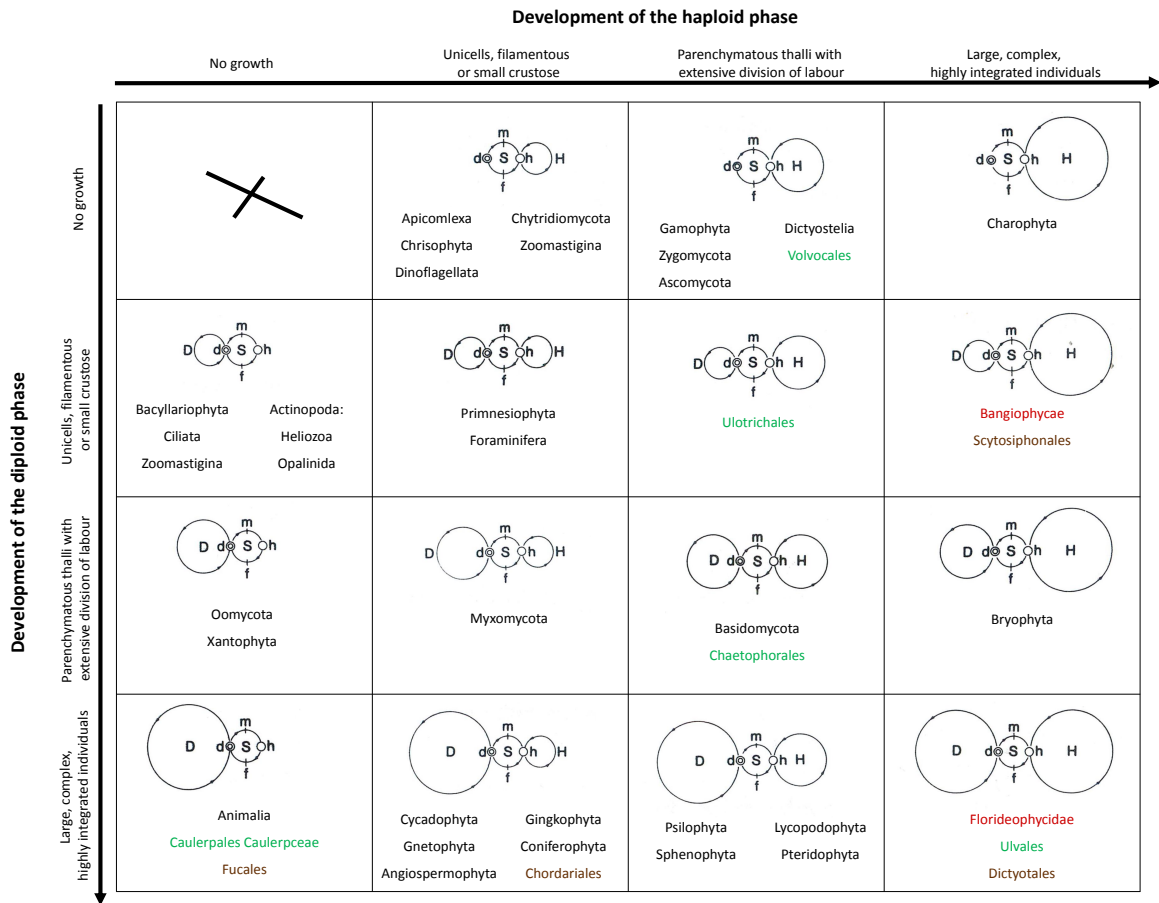 Development of the haploid phase
No growth
Unicells, filamentous
or small crustose
Parenchymatous thalli with
extensive division of labour
Large, complex,
highly integrated individuals
Development of the diploid phase
No growth
m
d S h H
f
Apicomlexa Chytridiomycota
Chrisophyta Zoomastigina
Dinoflagellata
m
d S h H
f
Gamophyta Dictyostelia
Zygomycota Volvocales
Ascomycota
m
d S h H
f
Charophyta
Unicells, filamentous
or small crustose
m
D d S h
f
Bacyllariophyta Actinopoda:
Ciliata Heliozoa
Zoomastigina Opalinida
m
D d S h H
f
Primnesiophyta
Foraminifera
m
D d S h H
f
Ulotrichales
m
D d S h H
f
Bangiophycae
Scytosiphonales
Parenchymatous thalli with
extensive division of labour
m
D d S h
f
Oomycota
Xantophyta
m
D d S h H
f
Myxomycota
m
D d S h H
f
Basidomycota
Chaetophorales
m
D d S h H
f
Bryophyta
Large, complex,
highly integrated individuals
m
D d S h
f
Animalia
Caulerpales Caulerpceae
Fucales
m
D d S h H
f
Cycadophyta Gingkophyta
Gnetophyta Coniferophyta
Angiospermophyta Chordariales
m
D d S h H
f
Psilophyta Lycopodophyta
Sphenophyta Pteridophyta
m
D d S h H
f
Florideophycidae
Ulvales
Dictyotales